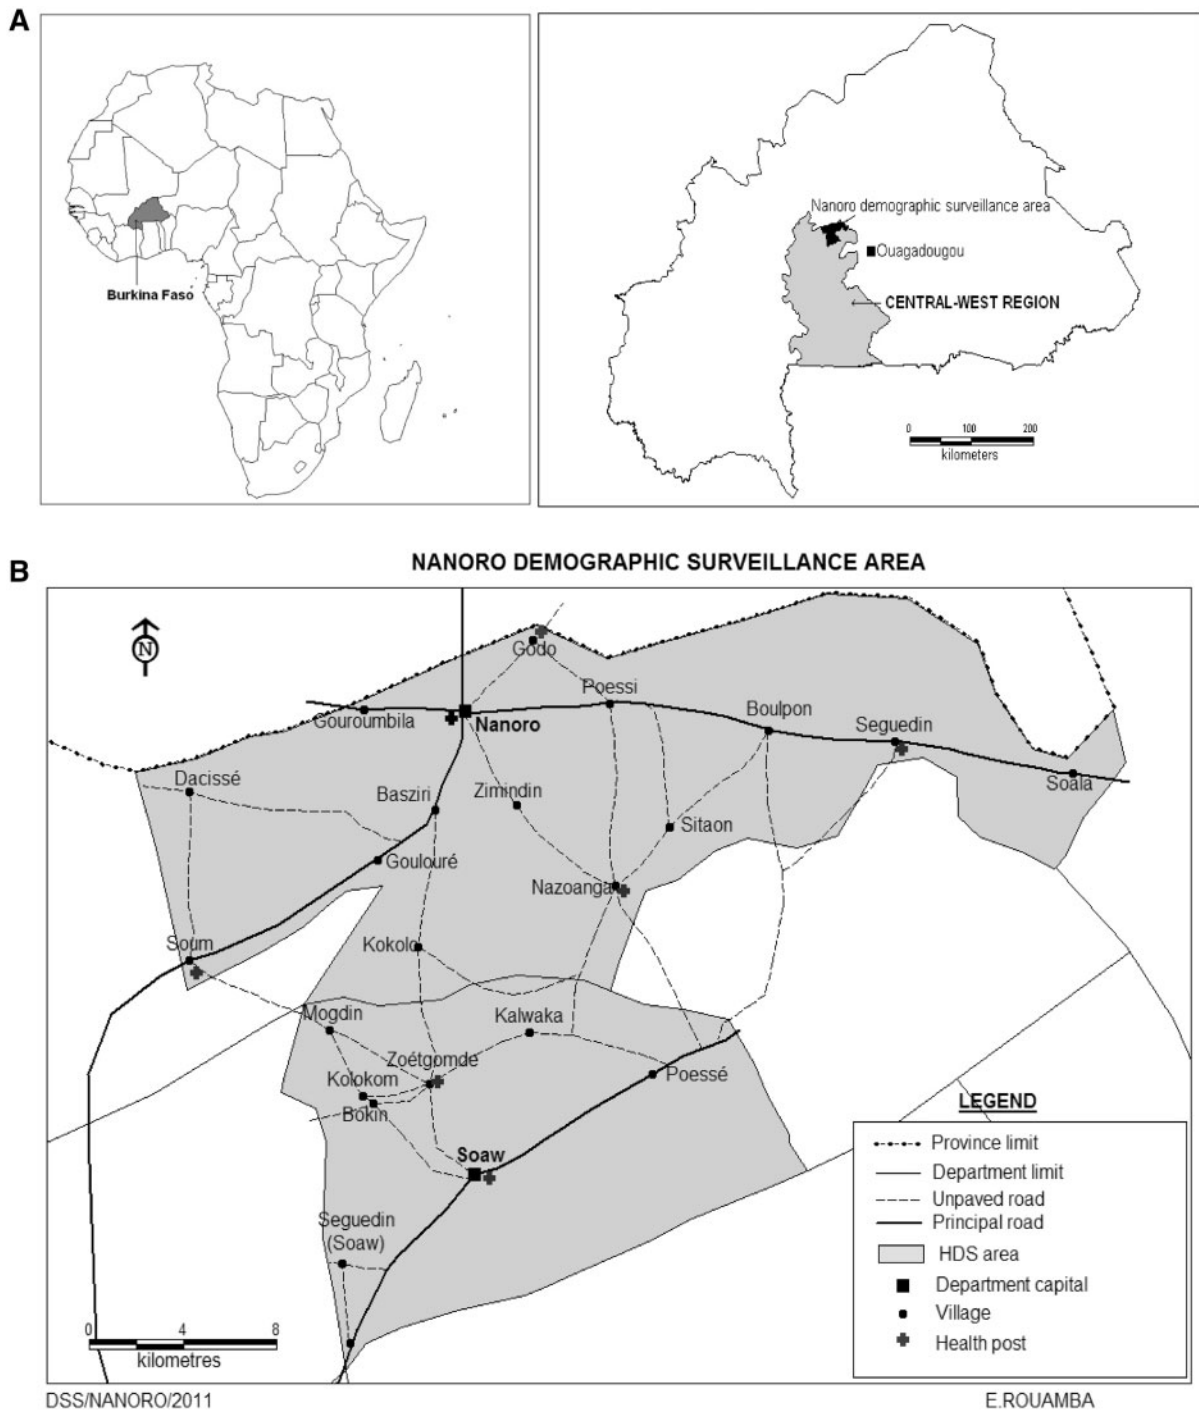 A
Burkina Faso
Nanoro demographic surveillance area
Ouagadougou
CENTRAL-WEST REGION
0 100 200
kilometers
B
NANORO DEMOGRAPHIC SURVEILLANCE AREA
N
Godo
Poessi
Gouroumbila
Nanoro
Boulpon
Seguedin
Soala
Dacissé
Basziri
Zimindin
Sitaon
Goulouré
Nazoanga
Soum
Kokolo
Mogdin
Kalwaka
Zoétgomde
Kolokom
Poessé
Bokin
Soaw
Seguedin
(Soaw)
LEGEND
Province limit
Department limit
Unpaved road
Principal road
HDS area
Department capital
Village
Health post
0 4 8
kilometres
DSS/NANORO/2011
E.ROUAMBA